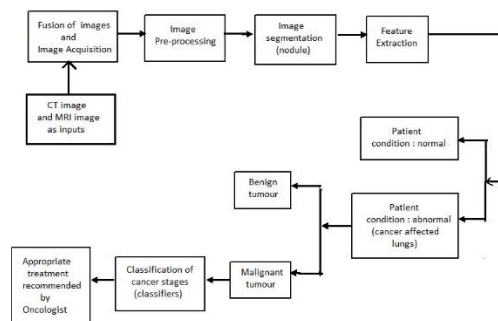 Fusion of images
and
Image Acquisition
Image
Pre-processing
Image
segmentation
(nodule)
Feature
Extraction
CT image
and MRI image
as inputs
Patient
condition : normal
Benign
tumour
Patient
condition : abnormal
(cancer affected
lungs)
Appropriate
treatment
recommended
by
Oncologist
Classification of
cancer stages
(classifiers)
Malignant
tumour